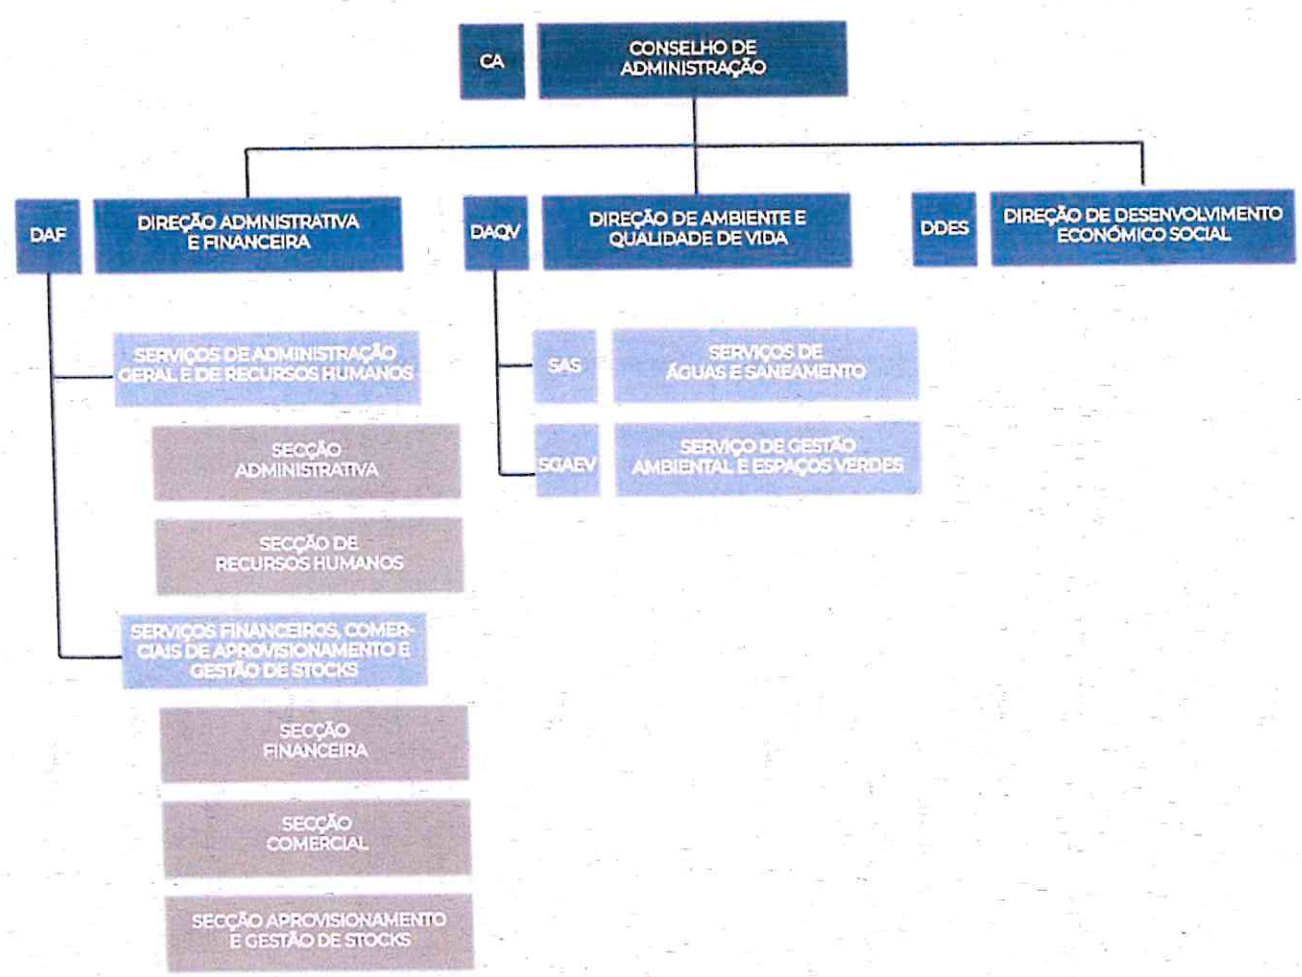 CA
CONSELHO DE
ADMINISTRAÇÃO
DAF
DIREÇÃO ADMNISTRATIVA
E FINANCEIRA
DAQV
DIREÇÃO DE AMBIENTE E
QUALIDADE DE VIDA
DDES
DIREÇÃO DE DESENVOLVIMENTO
ECONÓMICO SOCIAL
SERVIÇOS DE ADMINISTRAÇÃO
GERAL E DE RECURSOS HUMANOS
SECÇÃO
ADMINISTRATIVA
SECÇÃO DE
RECURSOS HUMANOS
SERVIÇOS FINANCEIROS, COMER-
CIAIS DE APROVISIONAMENTO E
GESTÃO DE STOCKS
SECÇÃO
FINANCEIRA
SECÇÃO
COMERCIAL
SECÇÃO APROVISIONAMENTO
E GESTÃO DE STOCKS
SAS
SERVIÇOS DE
ÁGUAS E SANEAMENTO
SGAEV
SERVIÇO DE GESTÃO
AMBIENTAL E ESPAÇOS VERDES